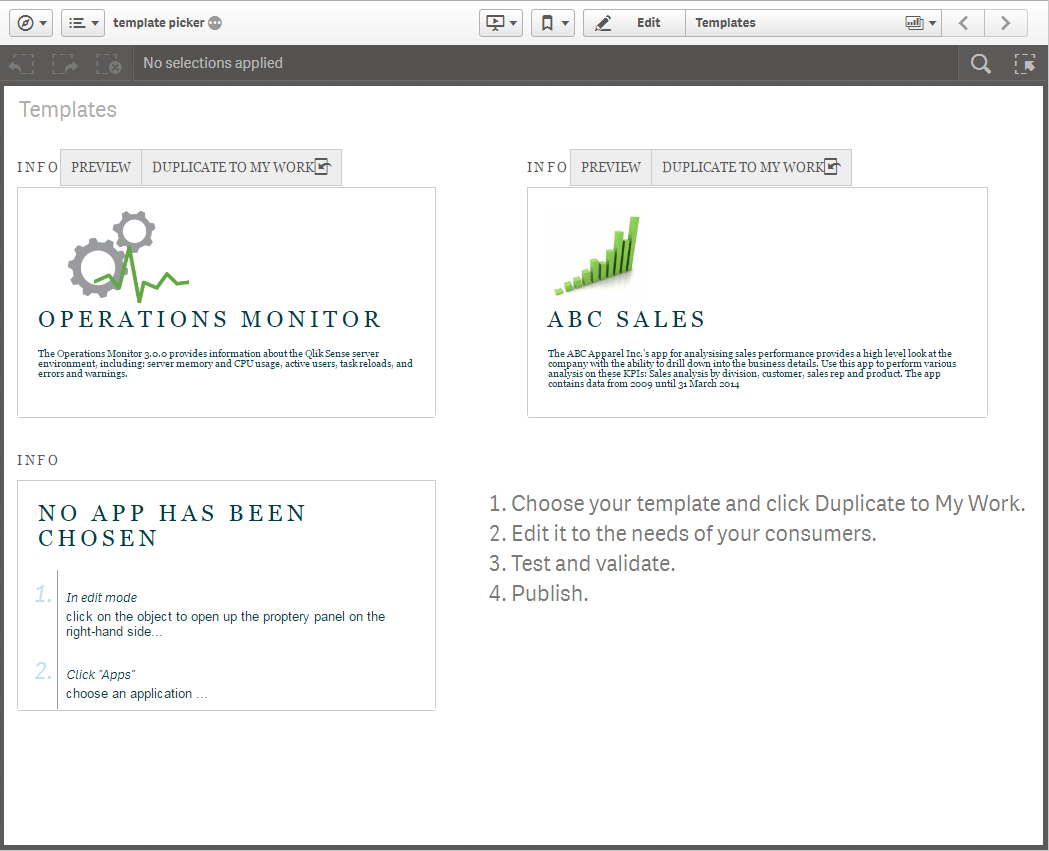 template picker
Edit
Templates
No selections applied
Templates
INFO PREVIEW DUPLICATE TO MY WORK
OPERATIONS MONITOR
The Operations Monitor 3.0.0 provides information about the Qlik Sense server
environment, including: server memory and CPU usage, active users, task reloads, and
errors and warnings.
INFO PREVIEW DUPLICATE TO MY WORK
ABC SALES
The ABC Apparel Inc.'s app for analysising sales performance provides a high level look at the
company with the ability to drill down into the business details. Use this app to perform various
analysis on these KPIs: Sales analysis by division, customer, sales rep and product. The app
contains data from 2009 until 31 March 2014
INFO
NO APP HAS BEEN
CHOSEN
1. In edit mode
click on the object to open up the proptery panel on the
right-hand side...
2. Click "Apps"
choose an application ...
1. Choose your template and click Duplicate to My Work.
2. Edit it to the needs of your consumers.
3. Test and validate.
4. Publish.